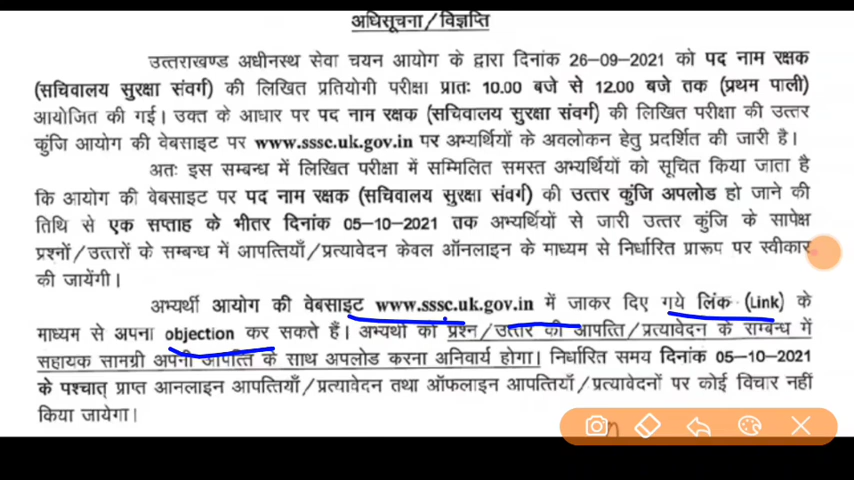 अधिसूचना/विज्ञप्ति
उत्तराखण्ड अधीनस्थ सेवा चयन आयोग के द्वारा दिनांक 26-09-2021 को पद नाम रक्षक
(सचिवालय सुरक्षा संवर्ग) की लिखित प्रतियोगी परीक्षा प्रातः 10.00 बजे से 12.00 बजे तक (प्रथम पाली)
आयोजित की गई। उक्त के आधार पर पद नाम रक्षक (सचिवालय सुरक्षा संवर्ग) की लिखित परीक्षा की उत्तर
कुंजि आयोग की वेबसाइट पर www.sssc.uk.gov.in पर अभ्यर्थियों के अवलोकन हेतु प्रदर्शित की जारी है।
अतः इस सम्बन्ध में लिखित परीक्षा में सम्मिलित समस्त अभ्यर्थियों को सूचित किया जाता है
कि आयोग की वेबसाइट पर पद नाम रक्षक (सचिवालय सुरक्षा संवर्ग) की उत्तर कुंजि अपलोड हो जाने की
तिथि से एक सप्ताह के भीतर दिनांक 05-10-2021 तक अभ्यर्थियों से जारी उत्तर कुंजि के सापेक्ष
प्रश्नों/उत्तारों के सम्बन्ध में आपत्तियाँ/प्रत्यावेदन केवल ऑनलाइन के माध्यम से निर्धारित प्रारूप पर स्वीकार
की जायेंगी।
अभ्यर्थी आयोग की वेबसाइट www.sssc.uk.gov.in में जाकर दिए गये लिंक (Link) के
माध्यम से अपना objection कर सकते हैं। अभ्यर्थी को प्रश्न/उत्तर की आपत्ति/प्रत्यावेदन के सम्बन्ध में
सहायक सामग्री अपनी आपत्ति के साथ अपलोड करना अनिवार्य होगा। निर्धारित समय दिनांक 05-10-2021
के पश्चात् प्राप्त आनलाइन आपत्तियाँ/प्रत्यावेदन तथा ऑफलाइन आपत्तियाँ/प्रत्यावेदनों पर कोई विचार नहीं
किया जायेगा।